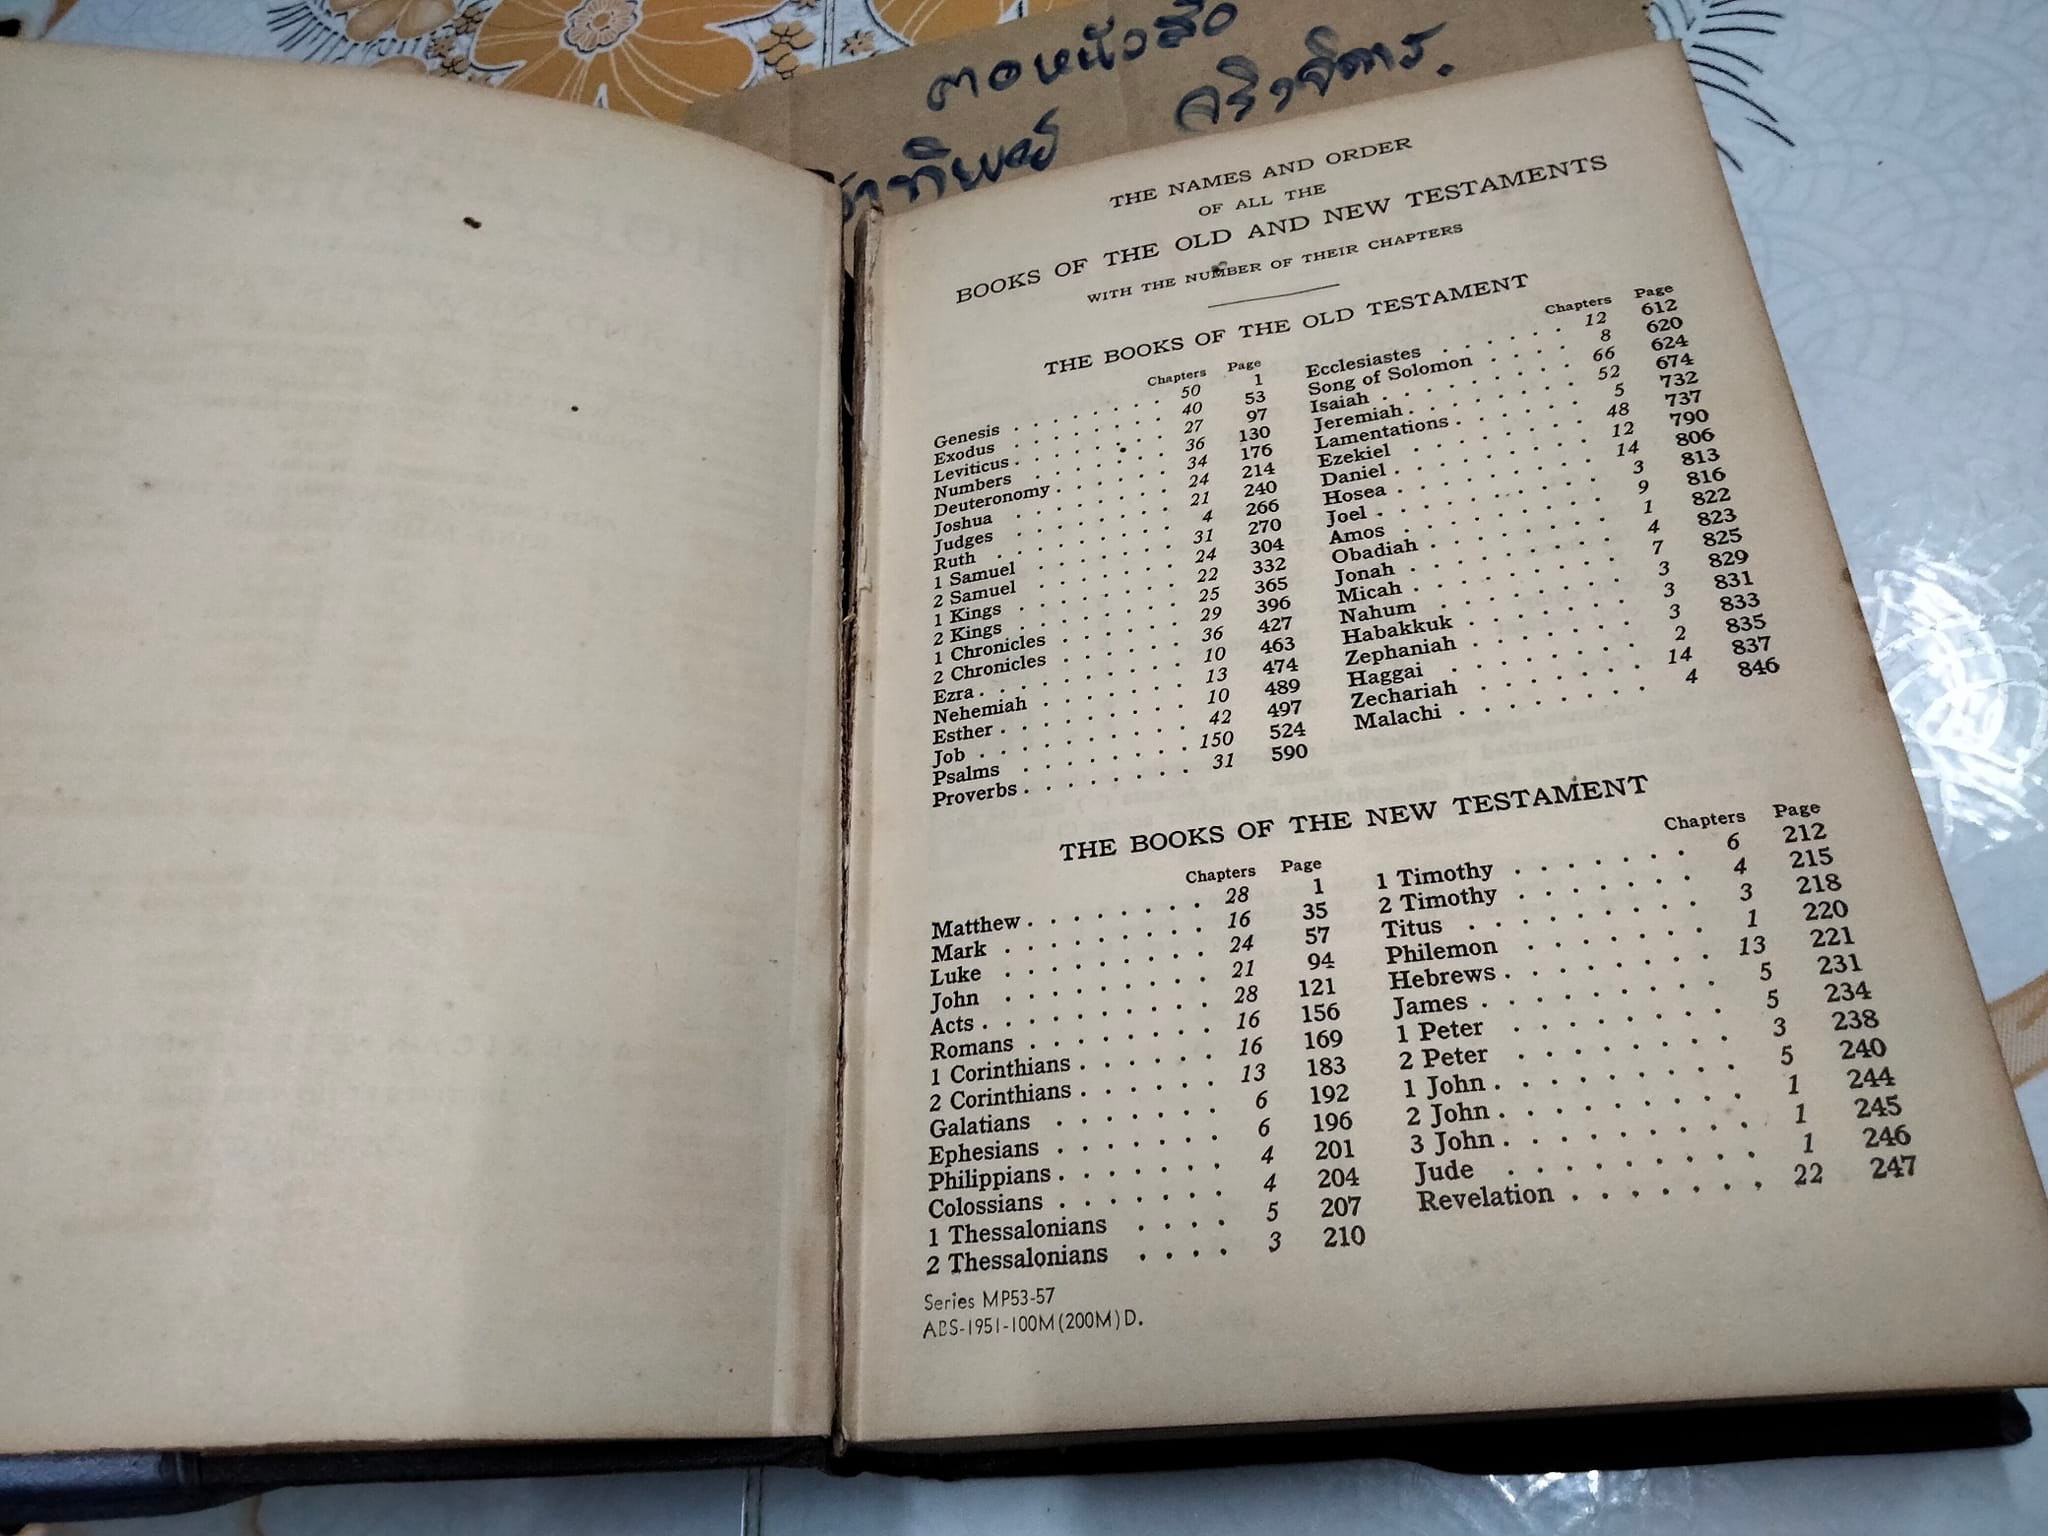 ตอหนังสือ
จริงจิการ.
THE NAMES AND ORDER
OF ALL THE
BOOKS OF THE OLD AND NEW TESTAMENTS
WITH THE NUMBER OF THEIR CHAPTERS
THE BOOKS OF THE OLD TESTAMENT
Chapters Page
Genesis . . . . . . . . 50 1
Exodus . . . . . . . . 40 53
Leviticus . . . . . . . . 27 97
Numbers . . . . . . . 36 130
Deuteronomy . . . . . . 34 176
Joshua . . . . . . . . 24 214
Judges . . . . . . . . 21 240
Ruth . . . . . . . . . 4 266
1 Samuel . . . . . . . 31 270
2 Samuel . . . . . . . 24 304
1 Kings . . . . . . . . 22 332
2 Kings . . . . . . . . 25 365
1 Chronicles . . . . . . 29 396
2 Chronicles . . . . . . 36 427
Ezra . . . . . . . . . 10 463
Nehemiah . . . . . . . 13 474
Esther . . . . . . . . . 10 489
Job . . . . . . . . . . 42 497
Psalms . . . . . . . . 150 524
Proverbs . . . . . . . . 31 590
Chapters Page
Ecclesiastes . . . . . . 12 612
Song of Solomon . . . . 8 620
Isaiah . . . . . . . . 66 624
Jeremiah . . . . . . . 52 674
Lamentations . . . . . . 5 732
Ezekiel . . . . . . . . 48 737
Daniel . . . . . . . . 12 790
Hosea . . . . . . . . 14 806
Joel . . . . . . . . . 3 813
Amos . . . . . . . . 9 816
Obadiah . . . . . . . 1 822
Jonah . . . . . . . . 4 823
Micah . . . . . . . . 7 825
Nahum . . . . . . . 3 829
Habakkuk . . . . . . 3 831
Zephaniah . . . . . . 3 833
Haggai . . . . . . . 2 835
Zechariah . . . . . . 14 837
Malachi . . . . . . . 4 846
THE BOOKS OF THE NEW TESTAMENT
Chapters Page
Matthew . . . . . . . . 28 1
Mark . . . . . . . . . 16 35
Luke . . . . . . . . . 24 57
John . . . . . . . . . 21 94
Acts . . . . . . . . . . 28 121
Romans . . . . . . . . 16 156
1 Corinthians . . . . . . 16 169
2 Corinthians . . . . . . 13 183
Galatians . . . . . . . 6 192
Ephesians . . . . . . . 6 196
Philippians . . . . . . . 4 201
Colossians . . . . . . . 4 204
1 Thessalonians . . . . 5 207
2 Thessalonians . . . . 3 210
Chapters Page
1 Timothy . . . . . . . 6 212
2 Timothy . . . . . . . 4 215
Titus . . . . . . . . 3 218
Philemon . . . . . . . 1 220
Hebrews . . . . . . . . 13 221
James . . . . . . . . . 5 231
1 Peter . . . . . . . . 5 234
2 Peter . . . . . . . . 3 238
1 John . . . . . . . . . 5 240
2 John . . . . . . . . . 1 244
3 John . . . . . . . . . 1 245
Jude . . . . . . . . . 1 246
Revelation . . . . . . . 22 247
Series MP53-57
ABS-1951-100M(200M)D.